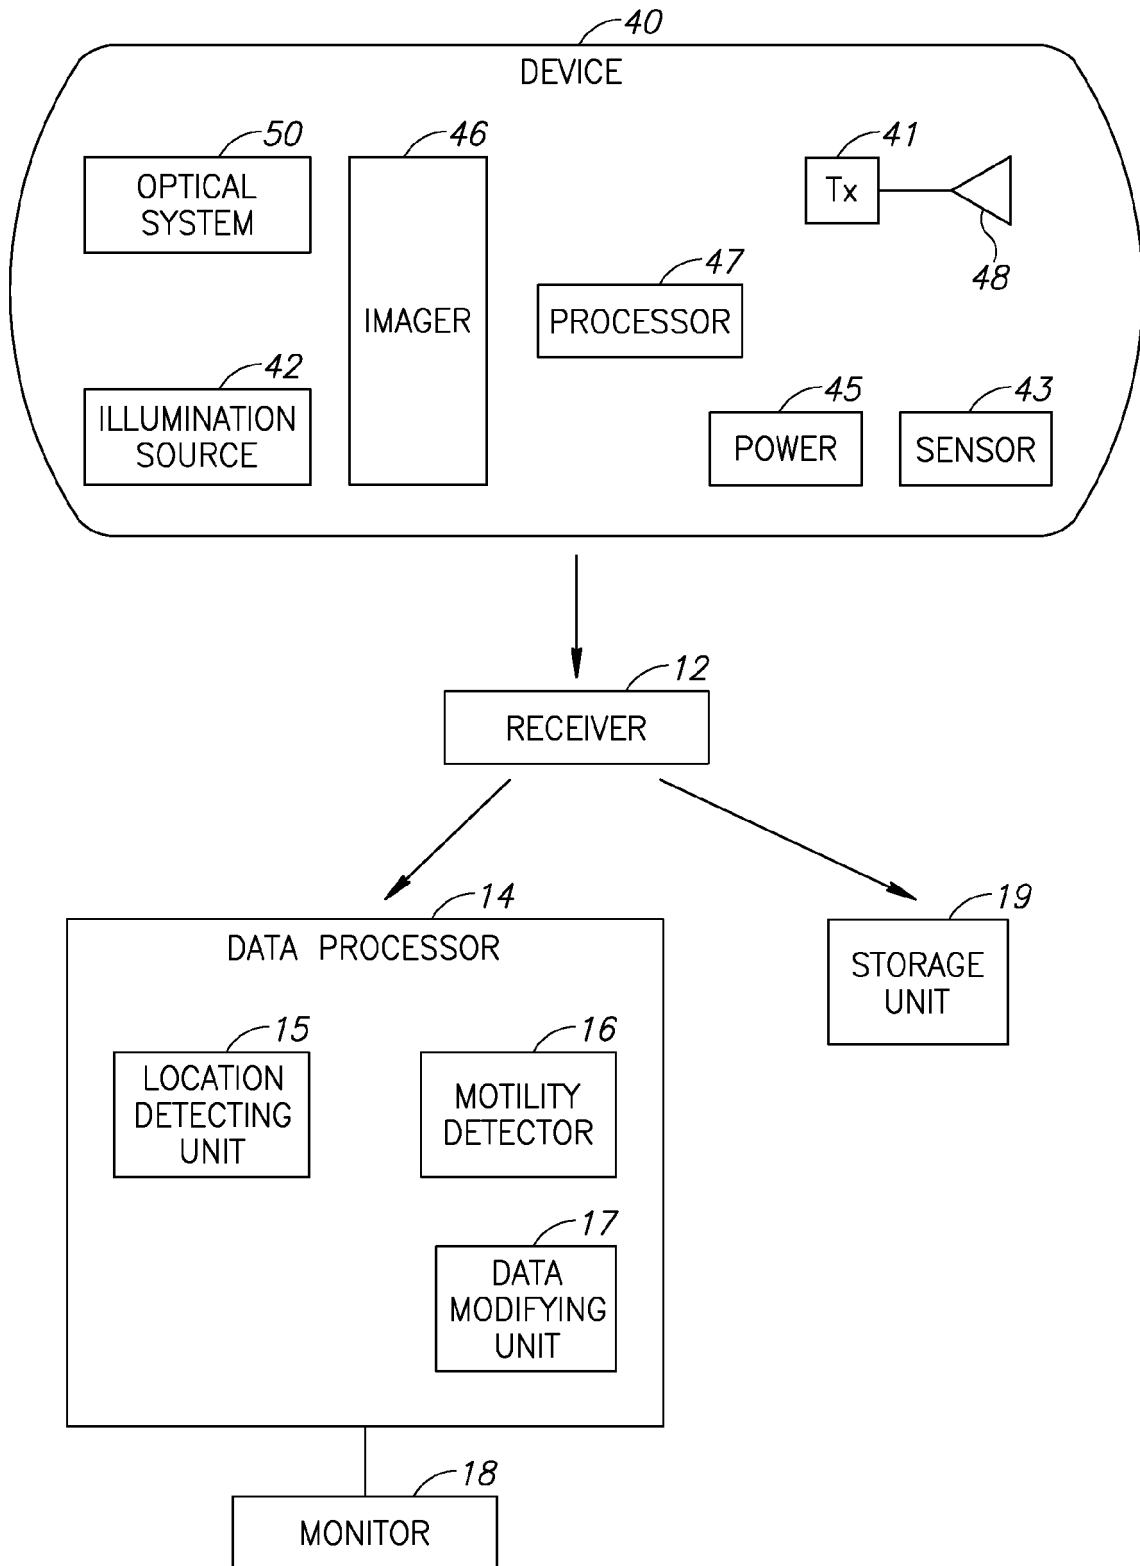 40
DEVICE
50
46
41
OPTICAL
SYSTEM
Tx
48
47
IMAGER
PROCESSOR
42
45
43
ILLUMINATION
SOURCE
POWER
SENSOR
12
RECEIVER
14
DATA PROCESSOR
19
STORAGE
UNIT
15
16
LOCATION
DETECTING
UNIT
MOTILITY
DETECTOR
17
DATA
MODIFYING
UNIT
18
MONITOR